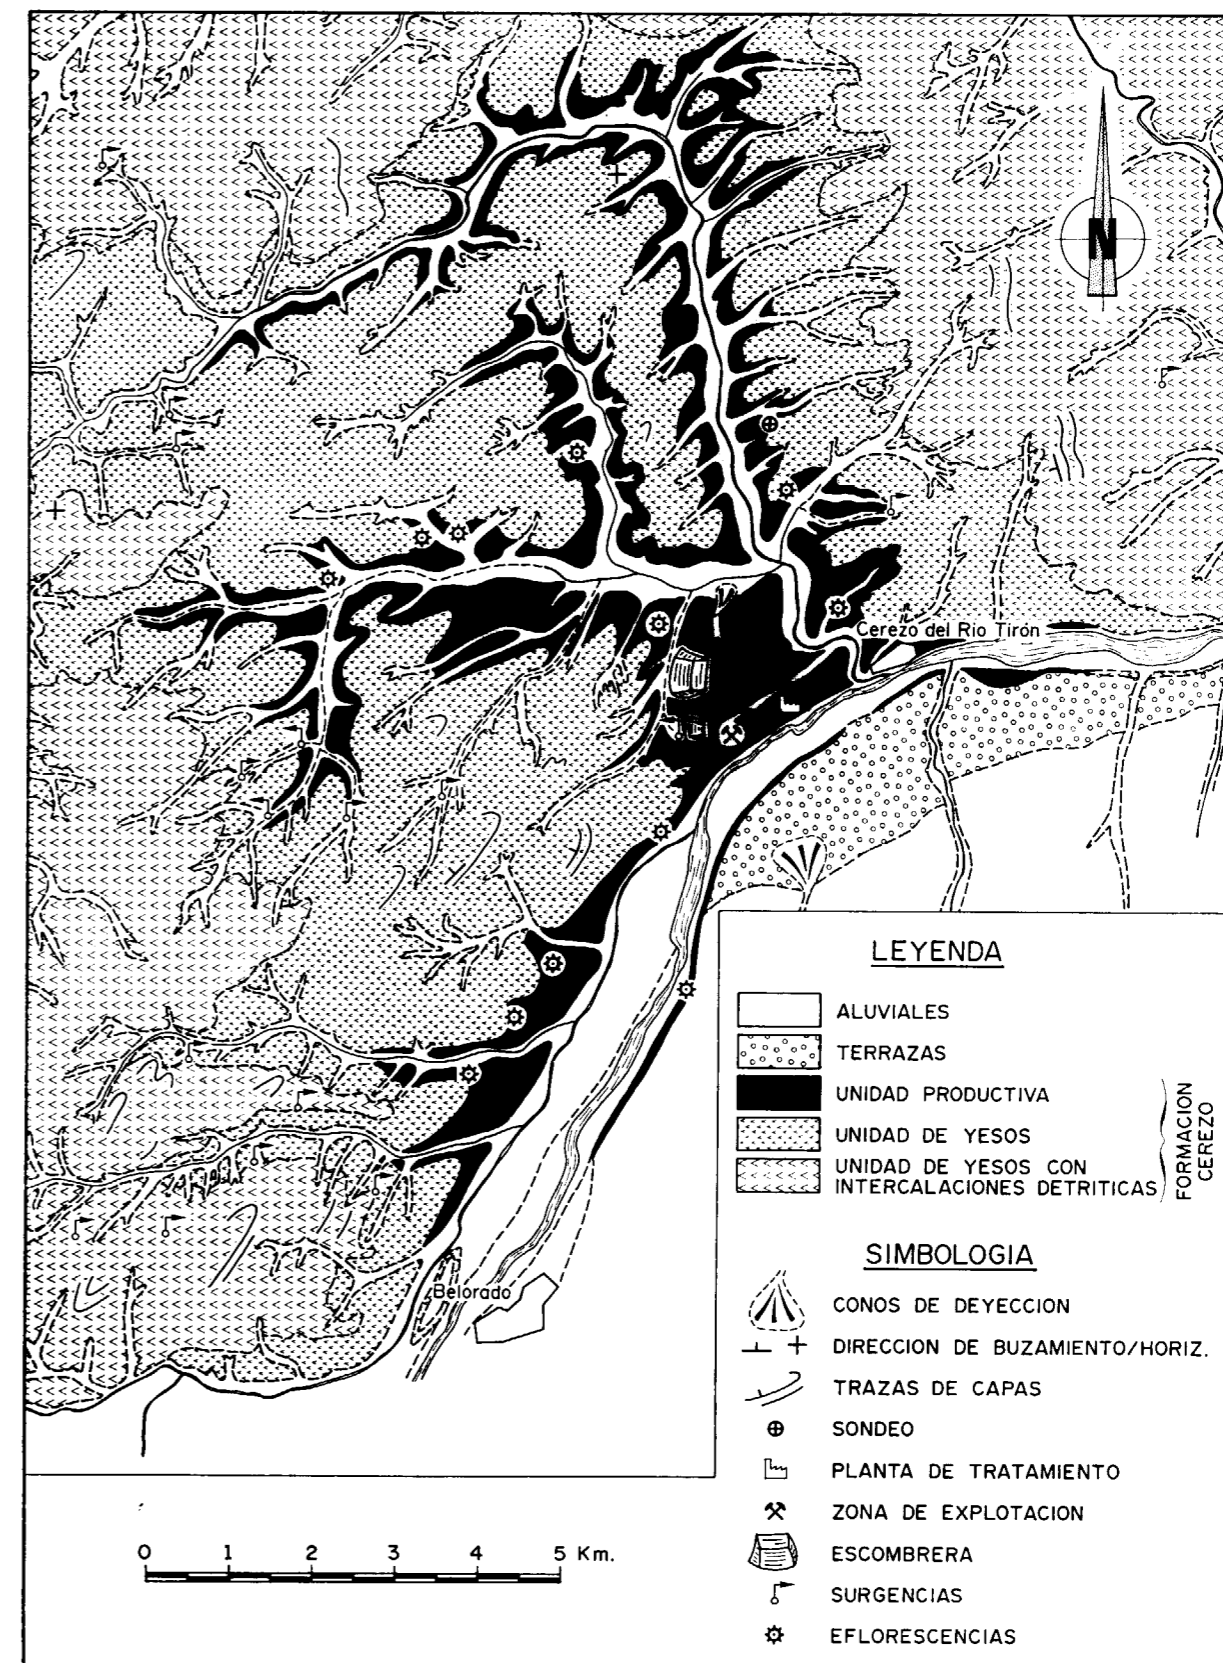 N
Cerezo del Río Tirón
Belorado
LEYENDA
ALUVIALES
TERRAZAS
UNIDAD PRODUCTIVA
UNIDAD DE YESOS
UNIDAD DE YESOS CON
INTERCALACIONES DETRITICAS
FORMACION
CEREZO
SIMBOLOGIA
CONOS DE DEYECCION
DIRECCION DE BUZAMIENTO/HORIZ.
TRAZAS DE CAPAS
SONDEO
PLANTA DE TRATAMIENTO
ZONA DE EXPLOTACION
ESCOMBRERA
SURGENCIAS
EFLORESCENCIAS
0 1 2 3 4 5 Km.